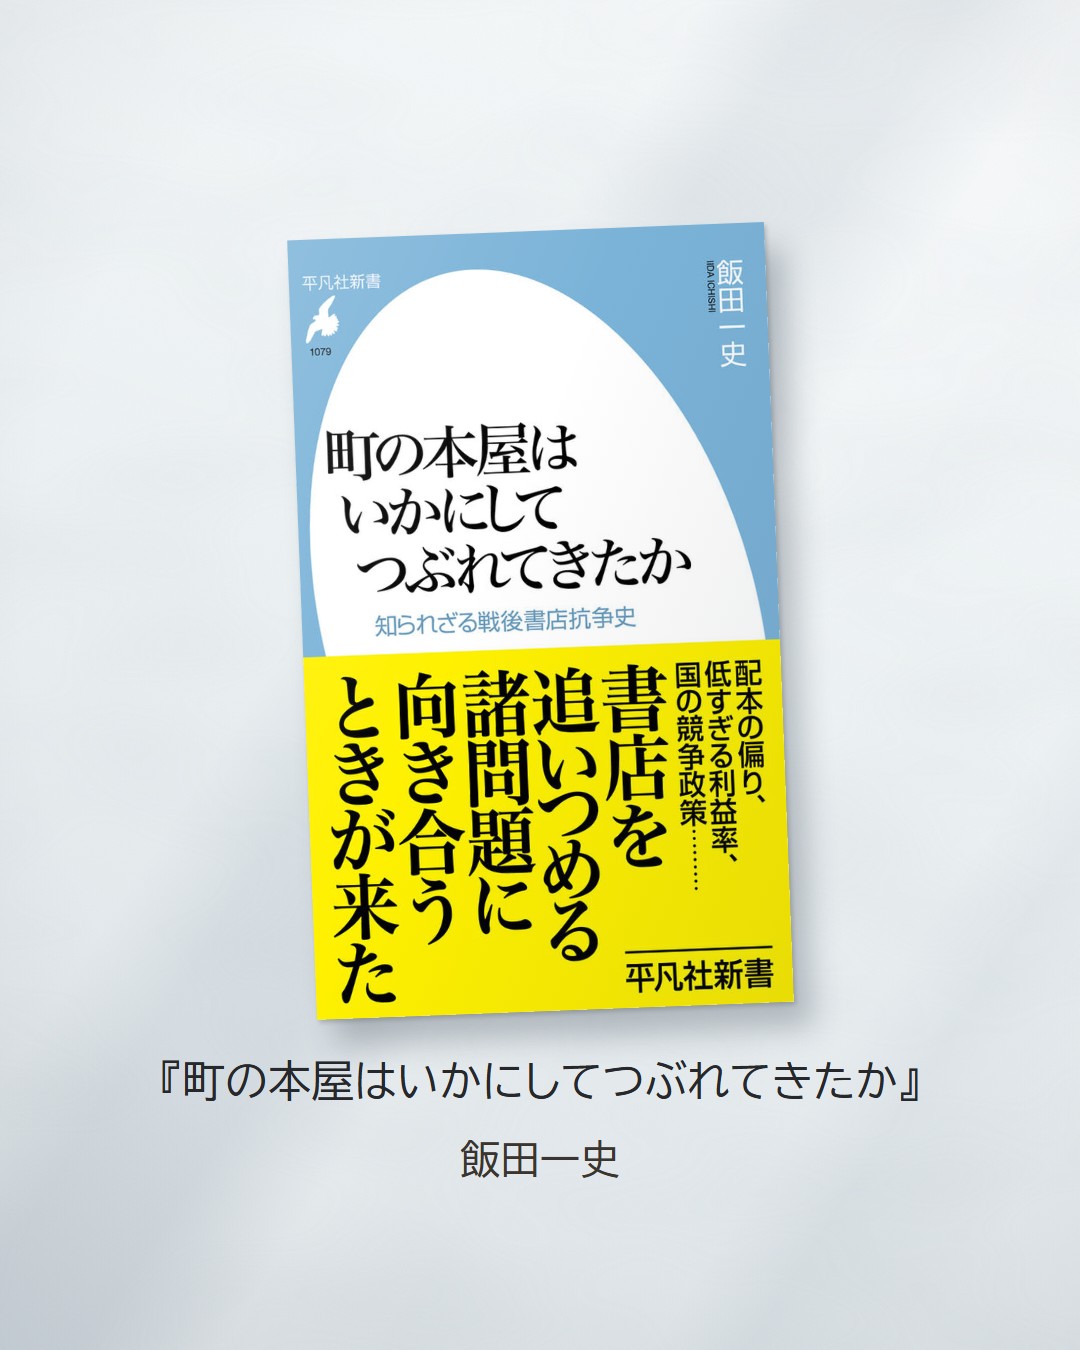 平凡社新書
1079
飯田一史
IIDA ICHISHI
町の本屋は
いかにして
つぶれてきたか
知られざる戦後書店抗争史
配本の偏り、
低すぎる利益率、
国の競争政策………
書店を
追いつめる
諸問題に
向き合う
ときが来た
平凡社新書
『町の本屋はいかにしてつぶれてきたか』
飯田一史